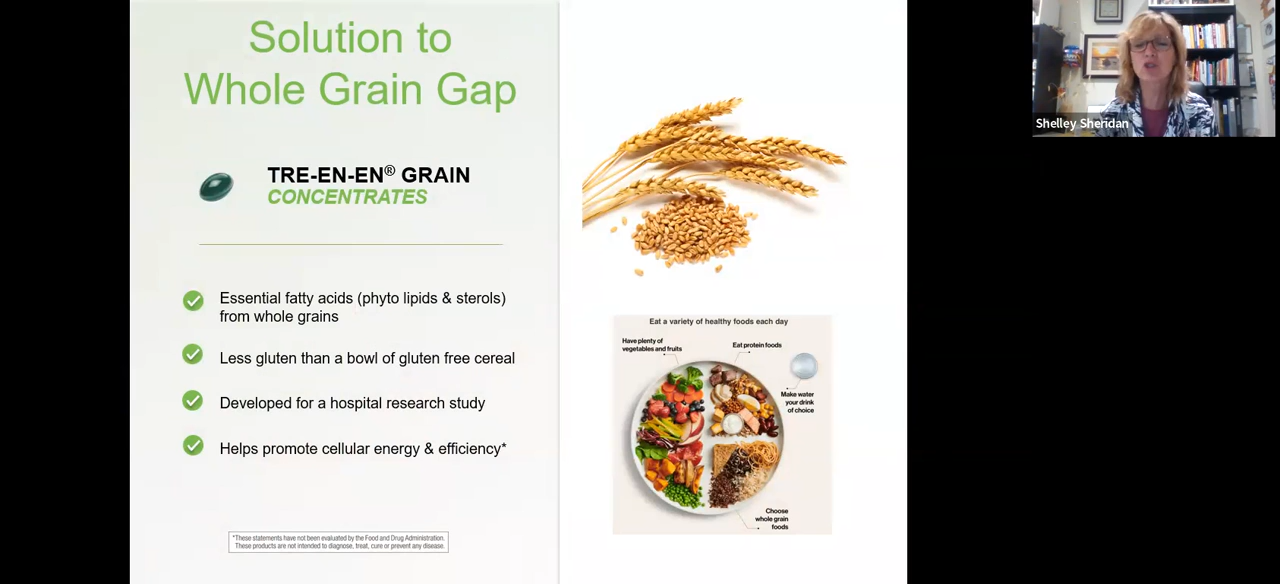 Solution to
Whole Grain Gap
TRE-EN-EN® GRAIN
CONCENTRATES
Essential fatty acids (phyto lipids & sterols)
from whole grains
Less gluten than a bowl of gluten free cereal
Developed for a hospital research study
Helps promote cellular energy & efficiency*
*These statements have not been evaluated by the Food and Drug Administration.
These products are not intended to diagnose, treat, cure or prevent any disease.
Eat a variety of healthy foods each day
Have plenty of
vegetables and fruits
Eat protein foods
Make water
your drink
of choice
Choose
whole grain
foods
Shelley Sheridan